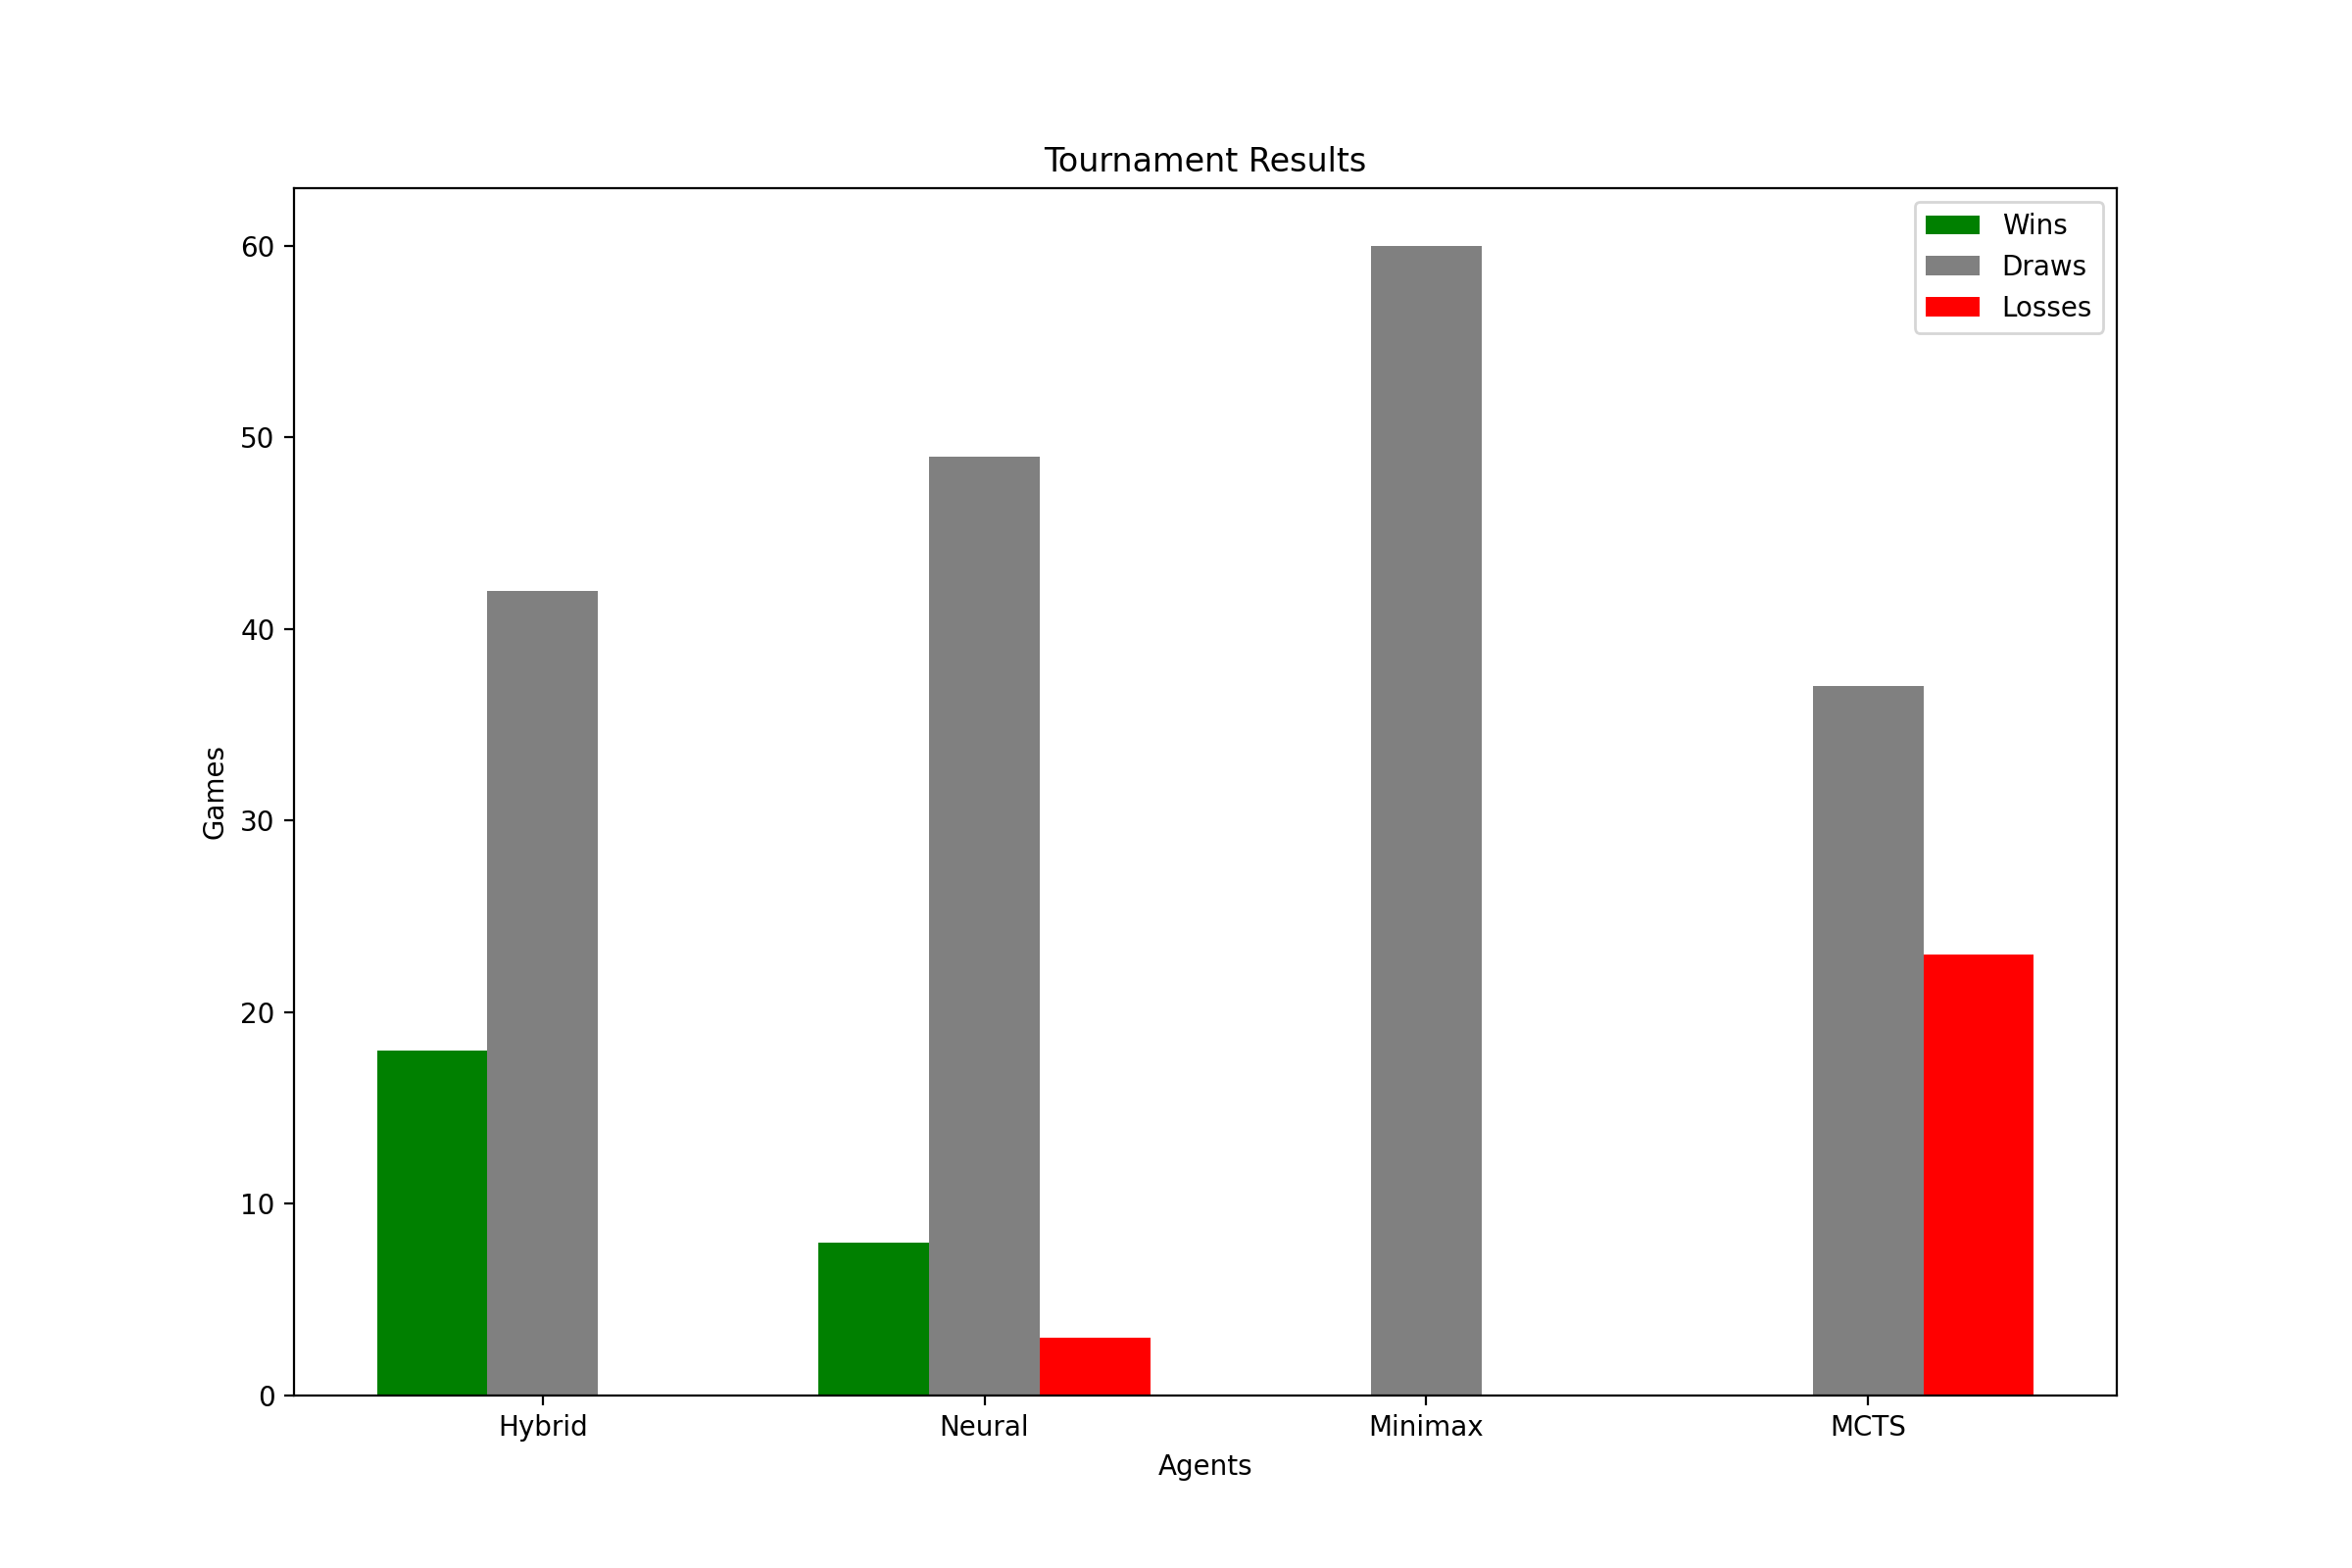 Tournament Results
Wins
Draws
Losses
60
50
40
30
20
10
0
Games
Hybrid
Neural
Minimax
MCTS
Agents